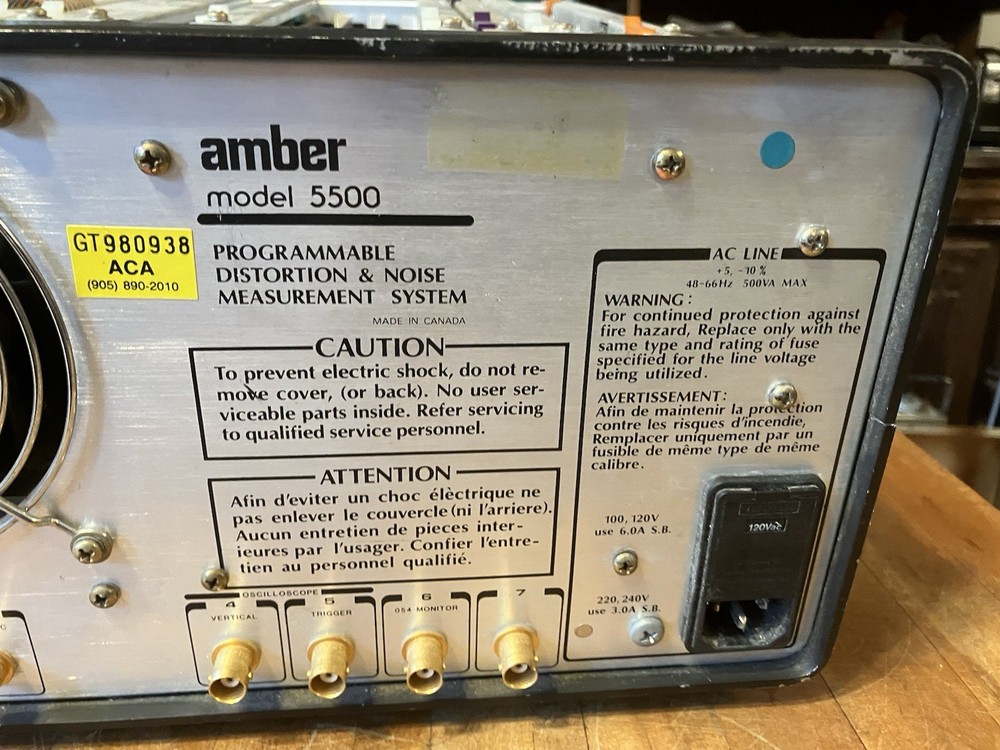 amber
model 5500
GT980938
ACA
(905) 890-2010
PROGRAMMABLE
DISTORTION & NOISE
MEASUREMENT SYSTEM
MADE IN CANADA
CAUTION
To prevent electric shock, do not re-
move cover, (or back). No user ser-
viceable parts inside. Refer servicing
to qualified service personnel.
ATTENTION
Afin d'eviter un choc élèctrique ne
pas enlever le couvercle (ni l'arriere).
Aucun entretien de pieces inter-
ieures par l'usager. Confier l'entre-
tien au personnel qualifié.
OSCILLOSCOPE
4
VERTICAL
5
TRIGGER
6
054 MONITOR
7
AC LINE
+5, -10 %
48-66Hz 500VA MAX
WARNING:
For continued protection against
fire hazard, Replace only with the
same type and rating of fuse
specified for the line voltage
being utilized.
AVERTISSEMENT:
Afin de maintenir la protection
contre les risques d'incendie,
Remplacer uniquement par un
fusible de même type de même
calibre.
100, 120V
use 6.0A S.B.
120Vac
220, 240V
use 3.0A S.B.